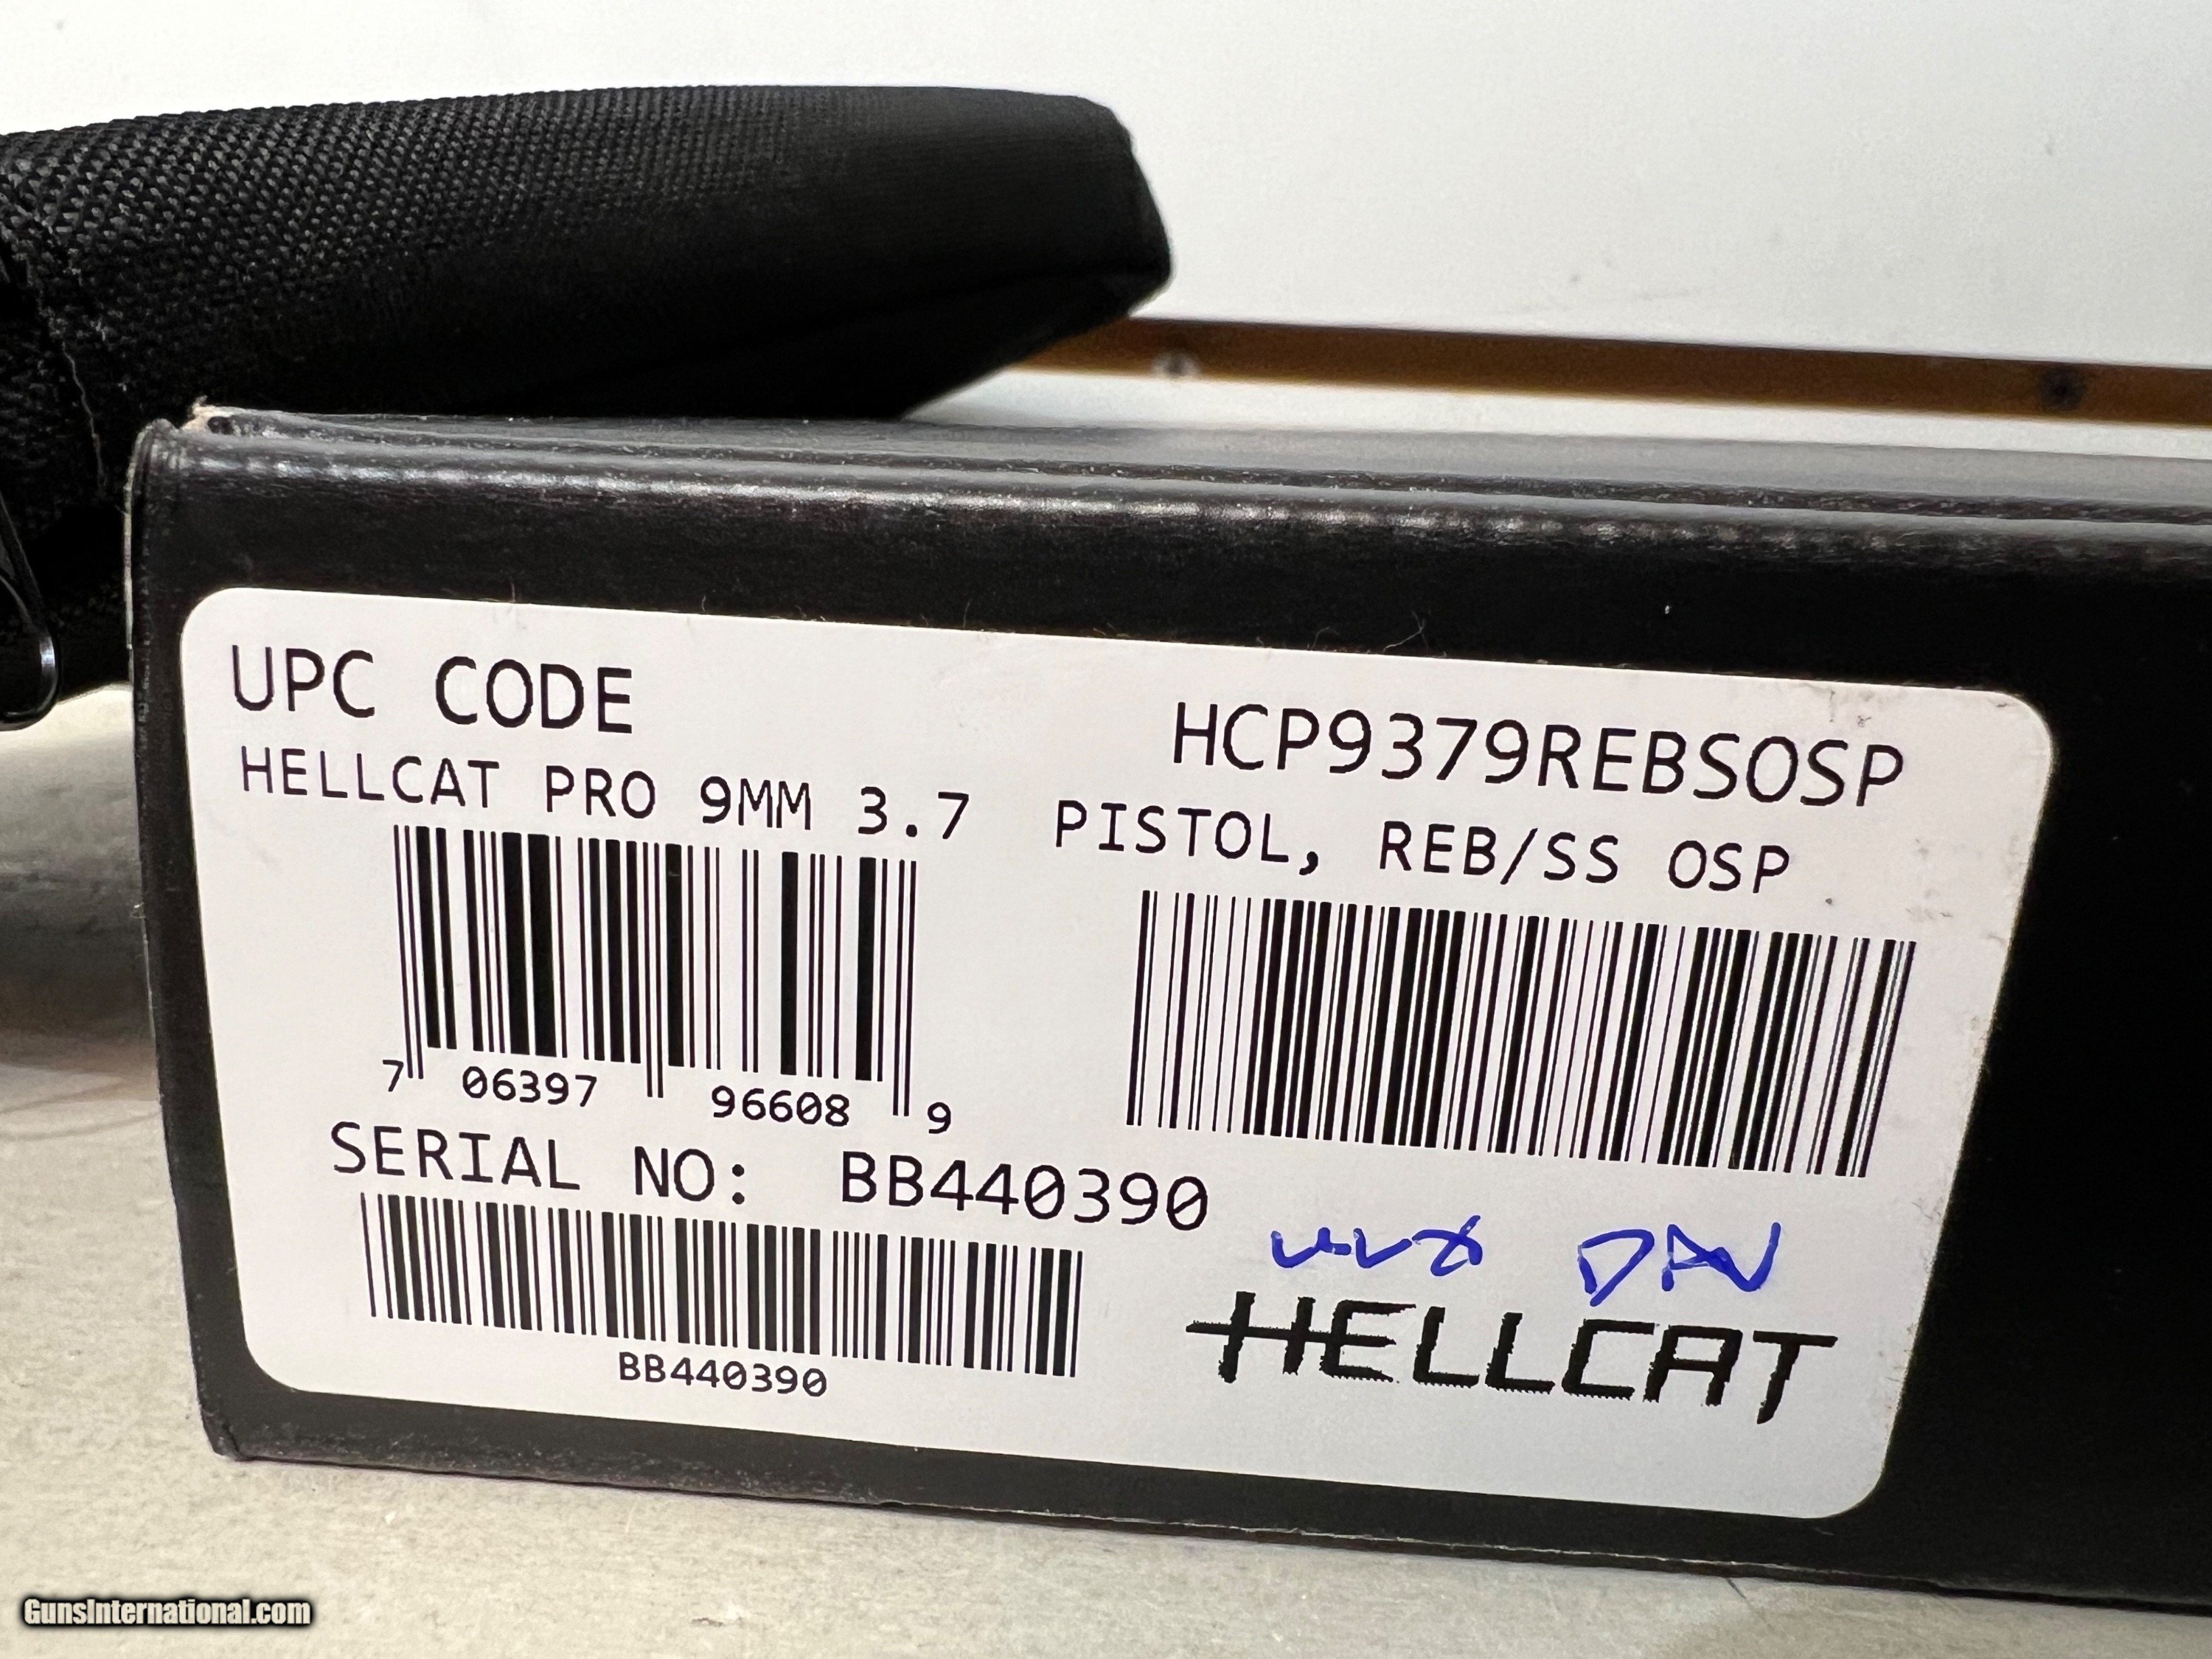 UPC CODE
HELLCAT PRO 9MM 3.7
7 06397 96608 9
HCP9379REBSOSP
PISTOL, REB/SS OSP
SERIAL NO: BB440390
BB440390
HELLCAT
GunsInternational.com